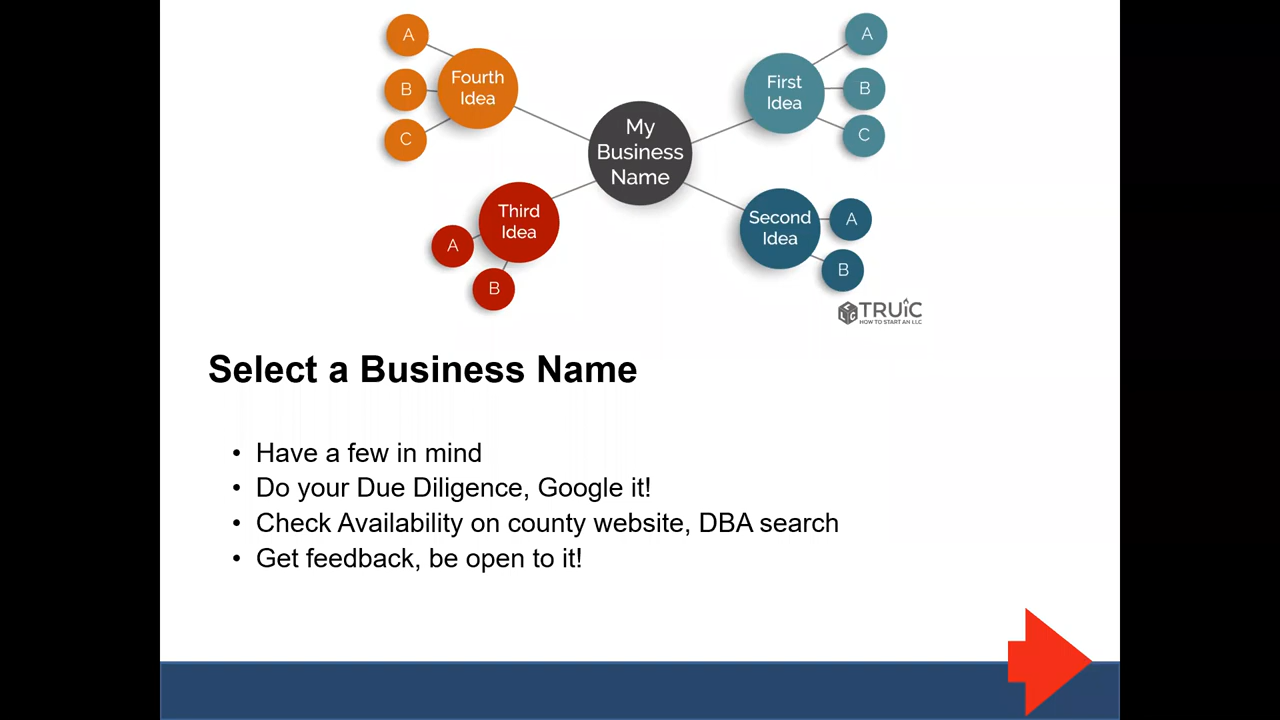 A
B
C
Fourth
Idea
My
Business
Name
First
Idea
A
B
C
Third
Idea
A
B
Second
Idea
A
B
TRUiC
HOW TO START AN LLC
Select a Business Name
• Have a few in mind
• Do your Due Diligence, Google it!
• Check Availability on county website, DBA search
• Get feedback, be open to it!